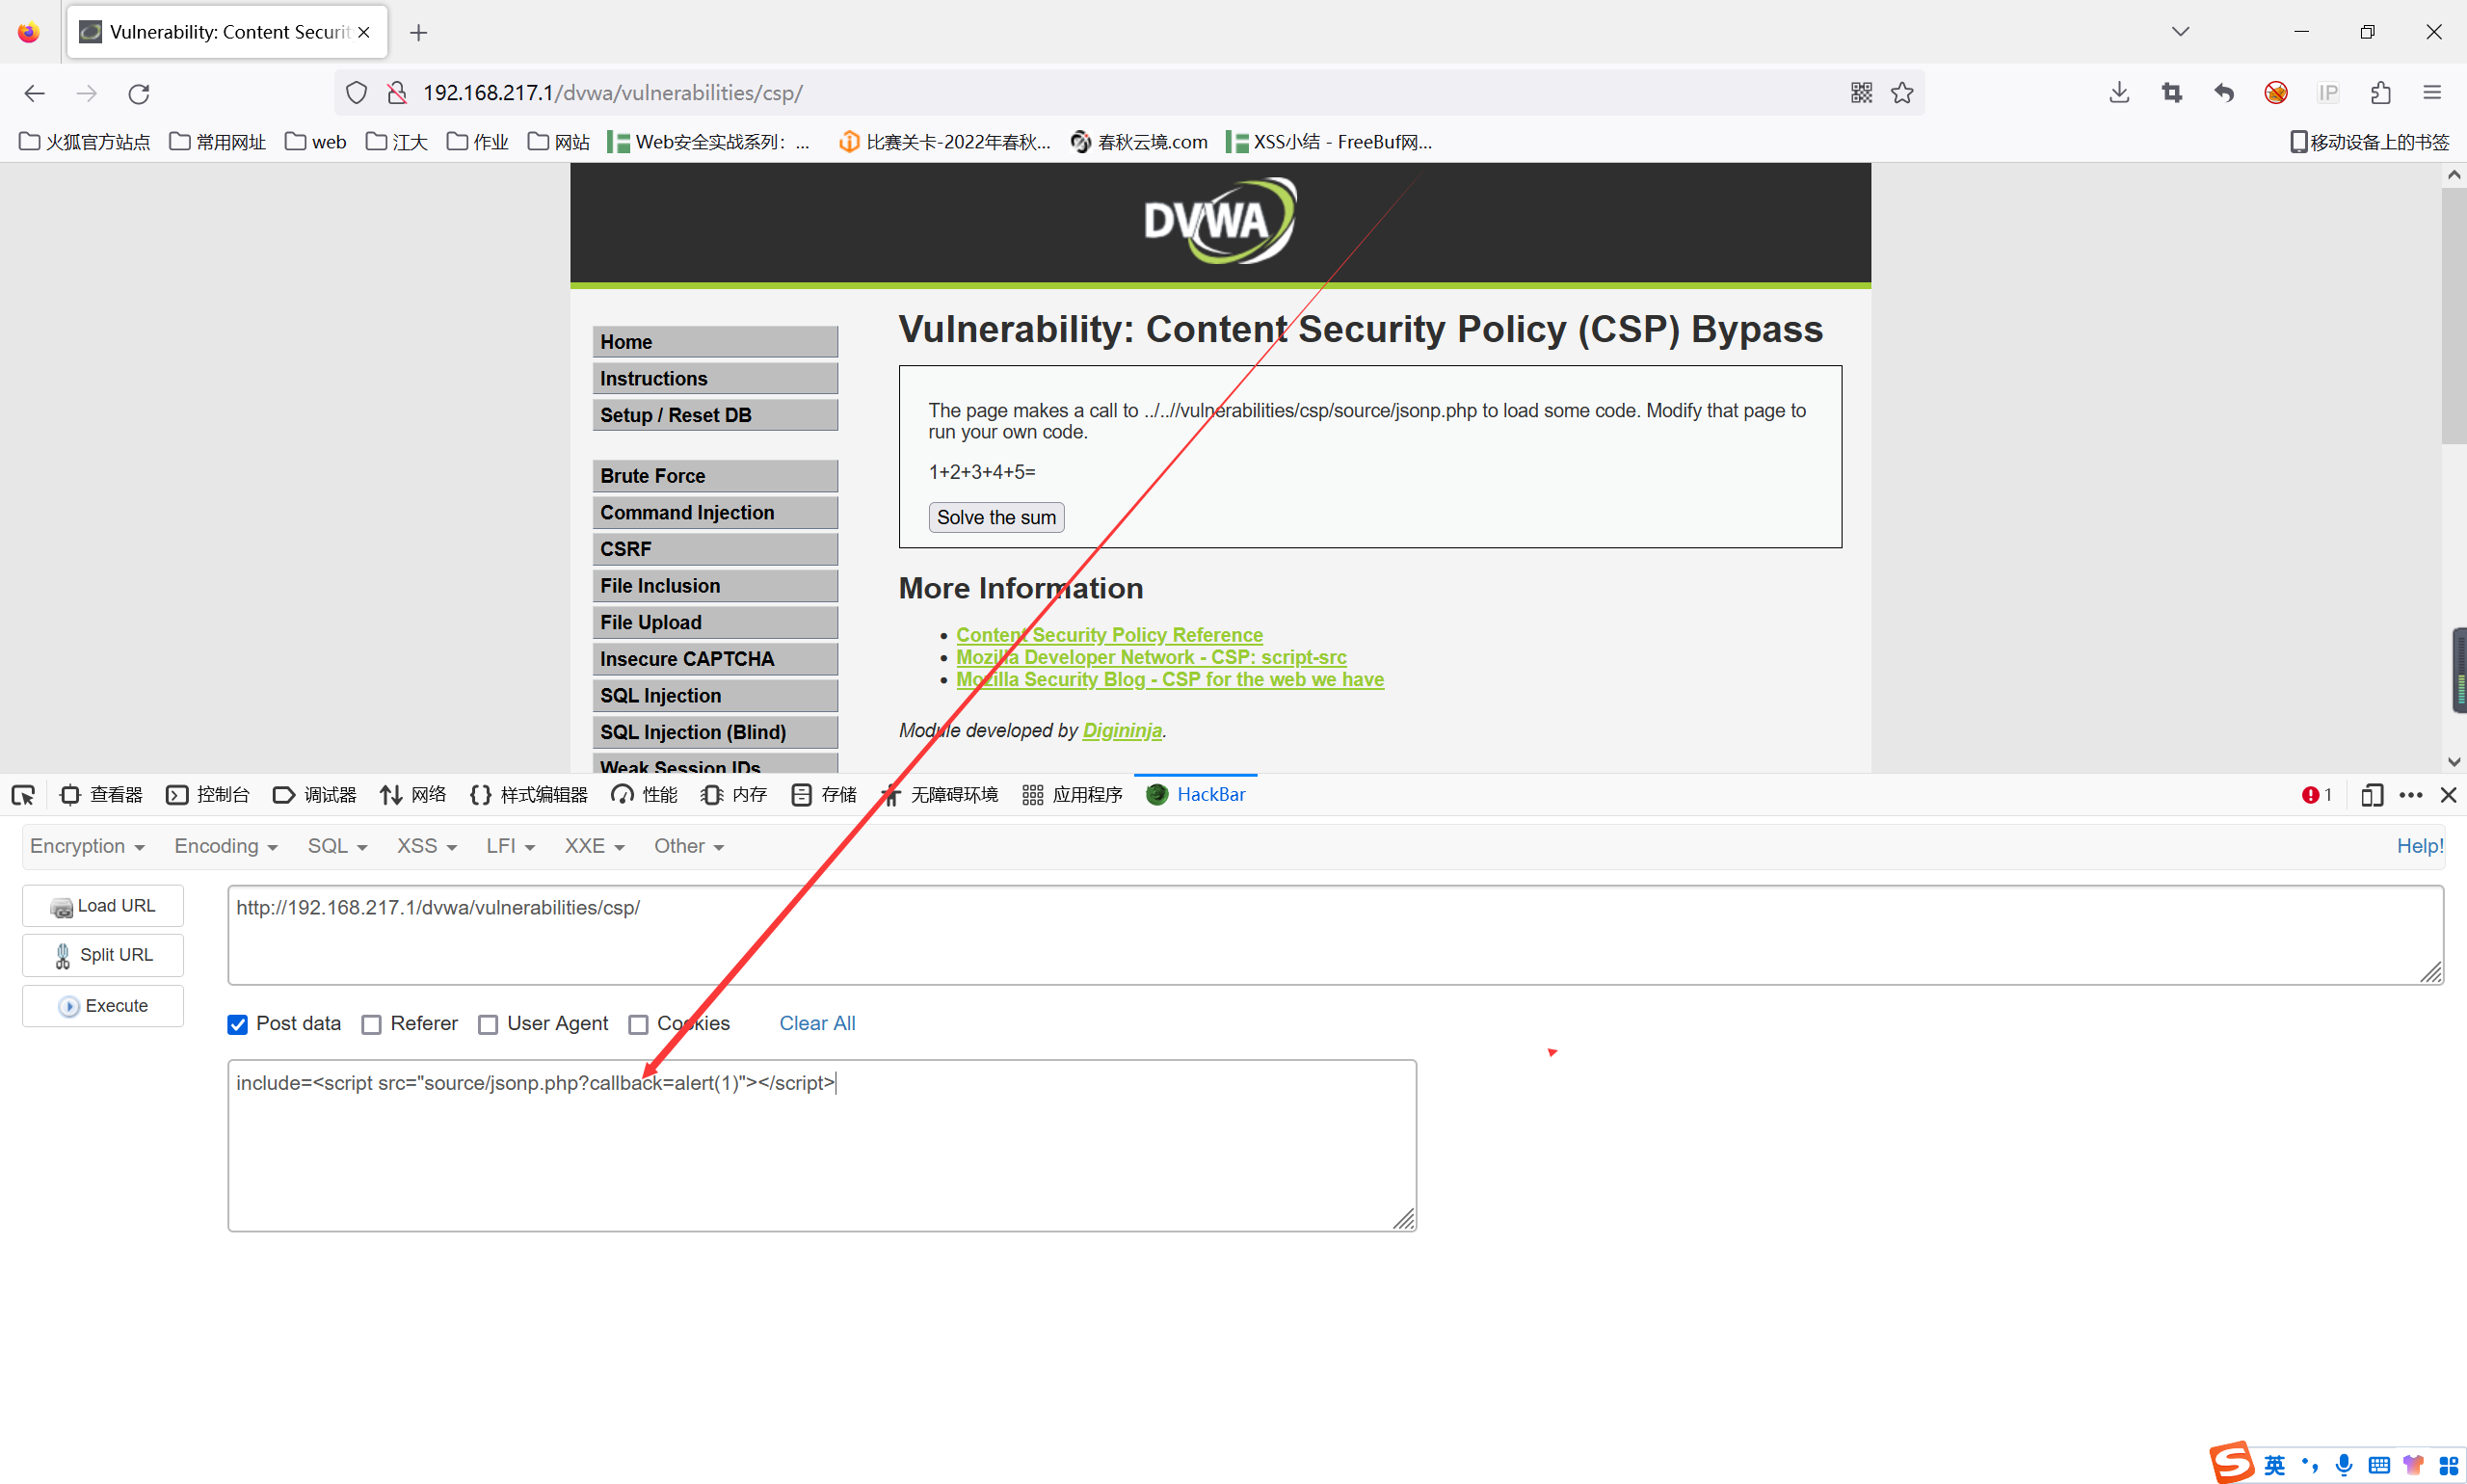 Vulnerability: Content Securit
192.168.217.1/dvwa/vulnerabilities/csp/
IP
火狐官方站点 常用网址 web 江大 作业 网站 Web安全实战系列：... 比赛关卡-2022年春秋... 春秋云境.com XSS小结 - FreeBuf网... 移动设备上的书签
DVWA
Vulnerability: Content Security Policy (CSP) Bypass
Home
Instructions
Setup / Reset DB
Brute Force
Command Injection
CSRF
File Inclusion
File Upload
Insecure CAPTCHA
SQL Injection
SQL Injection (Blind)
Weak Session IDs
The page makes a call to ../..//vulnerabilities/csp/source/jsonp.php to load some code. Modify that page to
run your own code.
1+2+3+4+5=
Solve the sum
More Information
Content Security Policy Reference
Mozilla Developer Network - CSP: script-src
Mozilla Security Blog - CSP for the web we have
Module developed by Digininja.
查看器 控制台 调试器 网络 样式编辑器 性能 内存 存储 无障碍环境 应用程序 HackBar 1
Encryption Encoding SQL XSS LFI XXE Other Help!
Load URL
Split URL
Execute
http://192.168.217.1/dvwa/vulnerabilities/csp/
Post data Referer User Agent Cookies Clear All
include=<script src="source/jsonp.php?callback=alert(1)"></script>
英